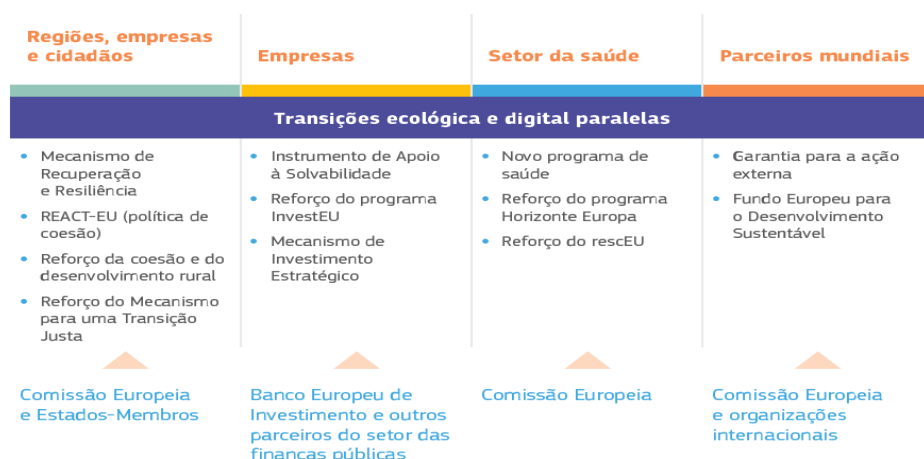 Regiões, empresas
e cidadãos
Empresas
Setor da saúde
Parceiros mundiais
Transições ecológica e digital paralelas
• Mecanismo de
Recuperação
e Resiliência
• REACT-EU (política de
coesão)
• Reforço da coesão e do
desenvolvimento rural
• Reforço do Mecanismo
para uma Transição
Justa
• Instrumento de Apoio
à Solvabilidade
• Reforço do programa
InvestEU
• Mecanismo de
Investimento
Estratégico
• Novo programa de
saúde
• Reforço do programa
Horizonte Europa
• Reforço do rescEU
• Garantia para a ação
externa
• Fundo Europeu para
o Desenvolvimento
Sustentável
Comissão Europeia
e Estados-Membros
Banco Europeu de
Investimento e outros
parceiros do setor das
finanças públicas
Comissão Europeia
Comissão Europeia
e organizações
internacionais